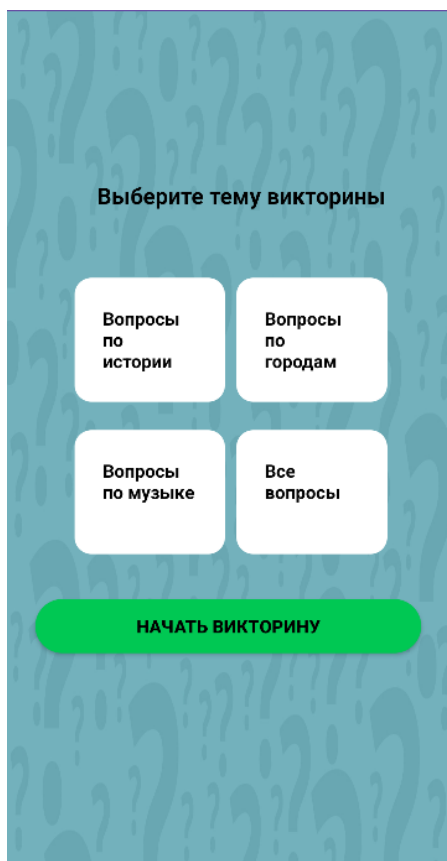 Выберите тему викторины
Вопросы
по
истории
Вопросы
по
городам
Вопросы
по музыке
Все
вопросы
НАЧАТЬ ВИКТОРИНУ